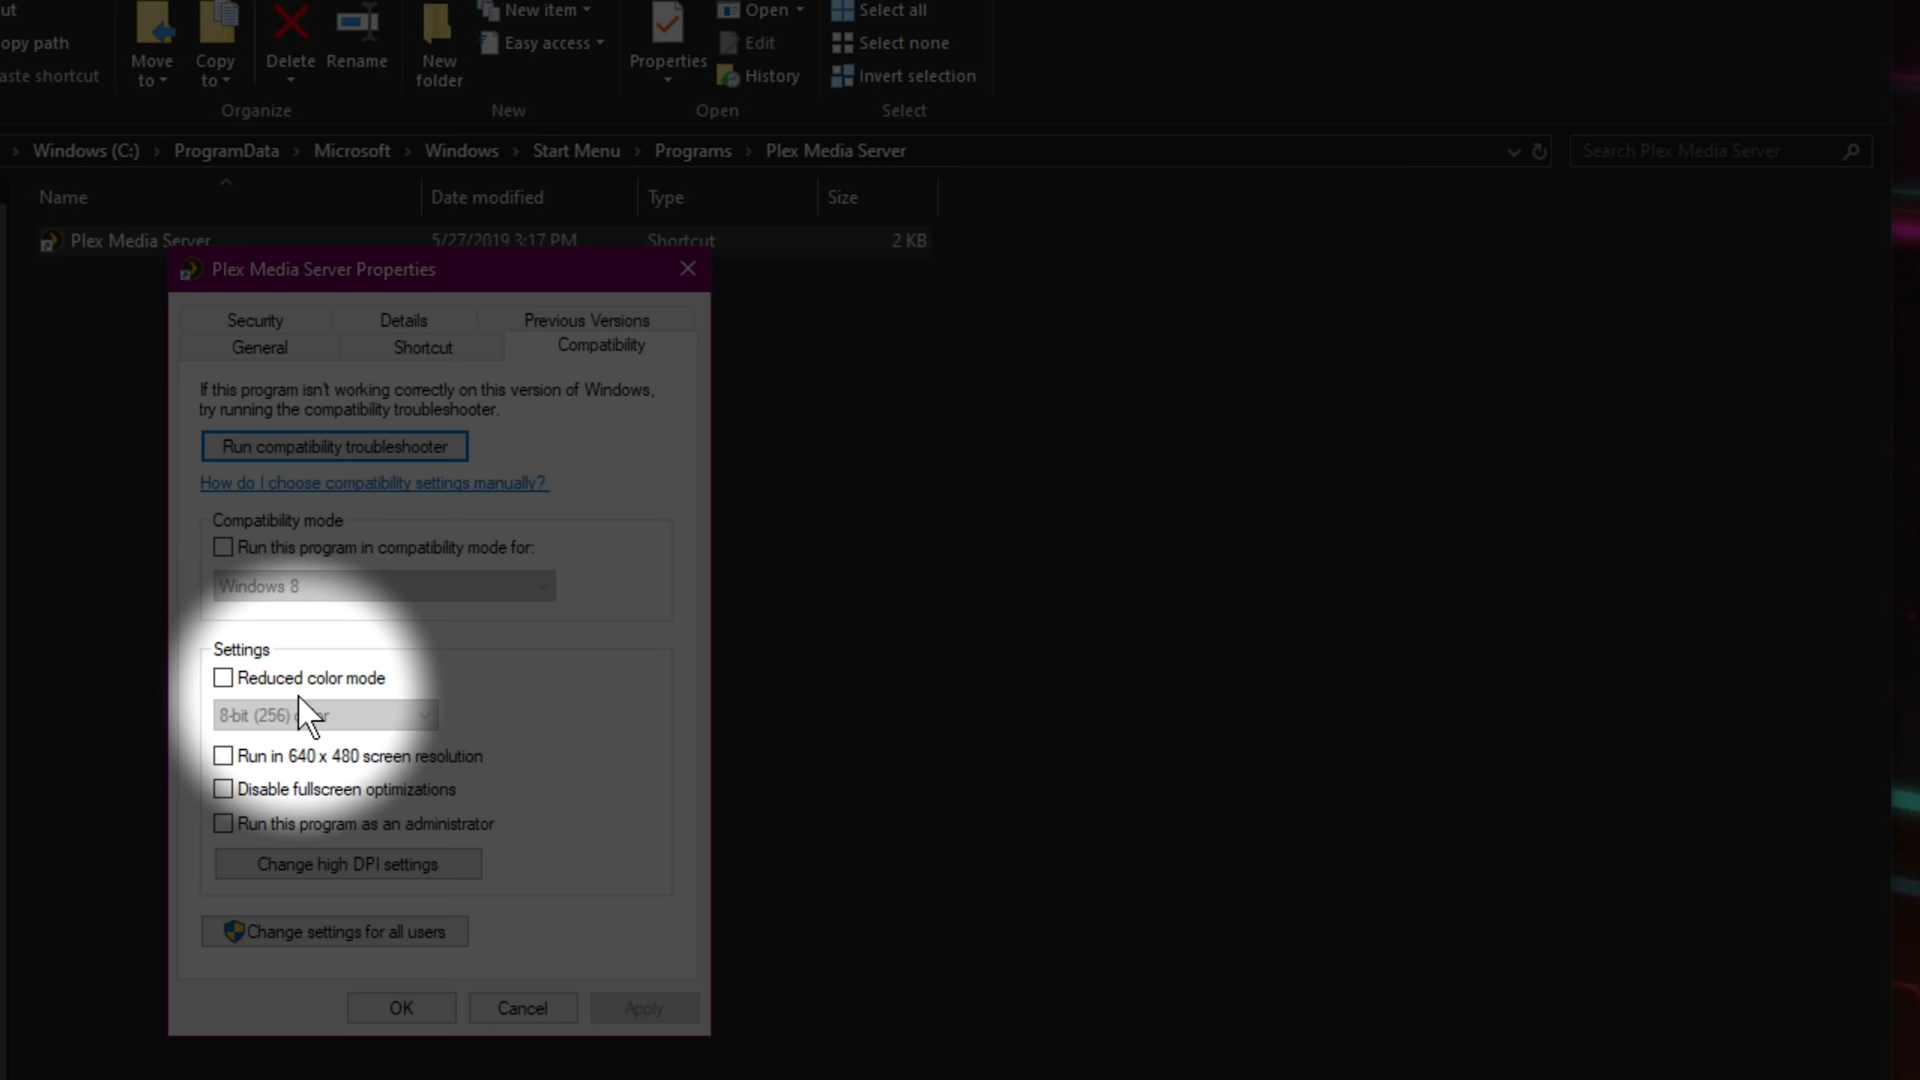 ut
New item
Open
Select all
opy path
Easy access
Edit
Select none
Move to
Copy to
Delete
Rename
New folder
Properties
aste shortcut
History
Invert selection
Organize
New
Open
Select
Windows (C:) > ProgramData > Microsoft > Windows > Start Menu > Programs > Plex Media Server
Search Plex Media Server
Name
Date modified
Type
Size
Plex Media Server
5/27/2019 3:17 PM
Shortcut
2 KB
Plex Media Server Properties
Security
Details
Previous Versions
General
Shortcut
Compatibility
If this program isn't working correctly on this version of Windows,
try running the compatibility troubleshooter.
Run compatibility troubleshooter
How do I choose compatibility settings manually?
Compatibility mode
Run this program in compatibility mode for:
Windows 8
Settings
Reduced color mode
8-bit (256)
Run in 640 x 480 screen resolution
Disable fullscreen optimizations
Run this program as an administrator
Change high DPI settings
Change settings for all users
OK
Cancel
Apply